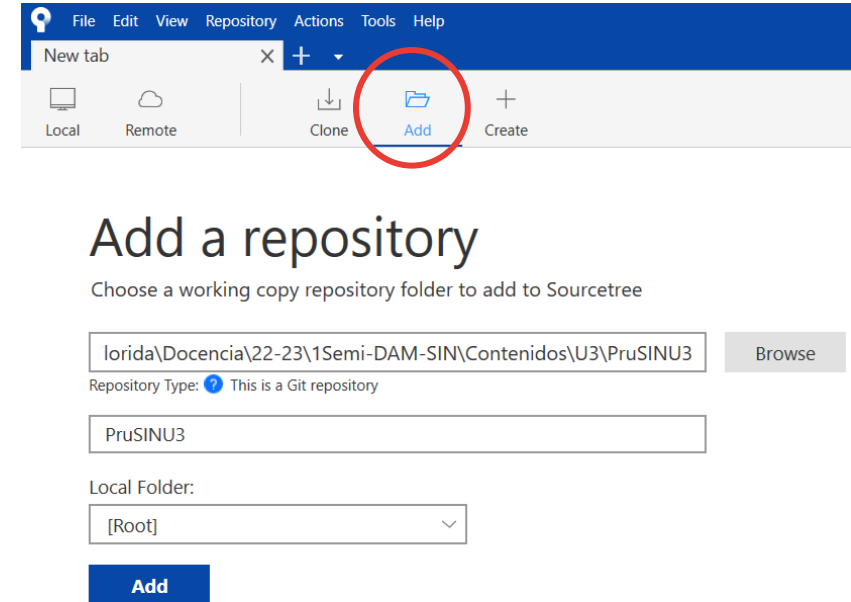 File Edit View Repository Actions Tools Help
New tab
Local Remote Clone Add Create
Add a repository
Choose a working copy repository folder to add to Sourcetree
lorida\Docencia\22-23\1Semi-DAM-SIN\Contenidos\U3\PruSINU3 Browse
Repository Type: ? This is a Git repository
PruSINU3
Local Folder:
[Root]
Add